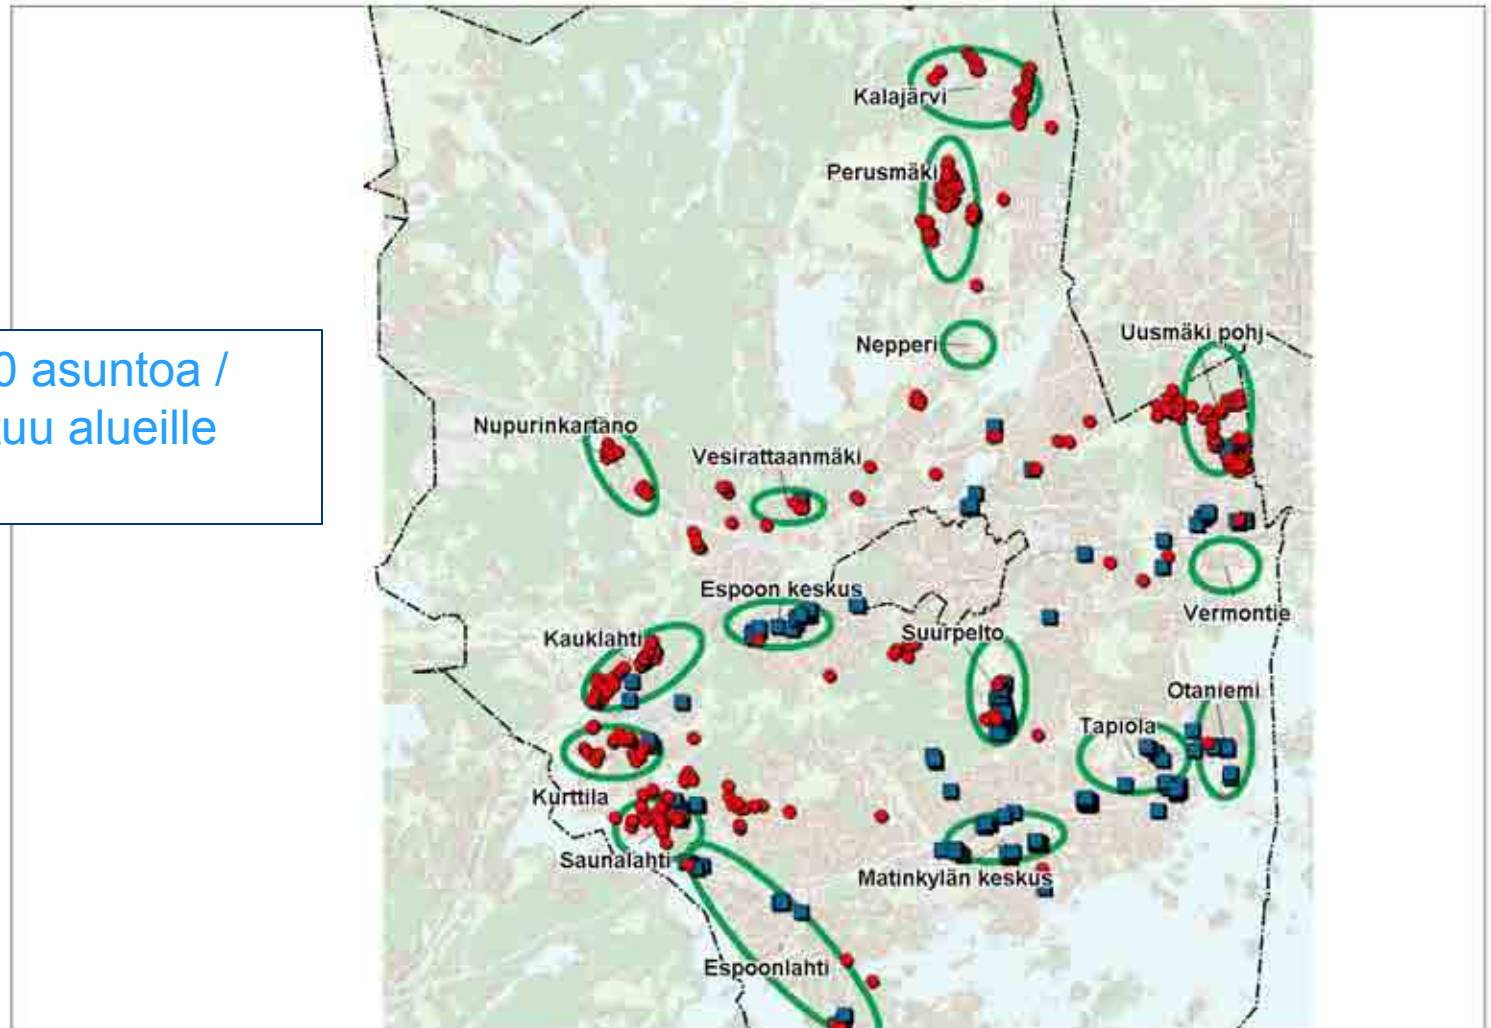 Kalajärvi
Perusmäki
Uusmäki pohj
Nepperi
0 asuntoa /
tuu alueille
Nupurinkartano
Vesirattaanmäki
Espoon keskus
Vermontie
Suurpelto
Kauklahti
Otaniemi
Tapiola
Kurttila
Saunalahti
Matinkylän keskus
Espoonlahti